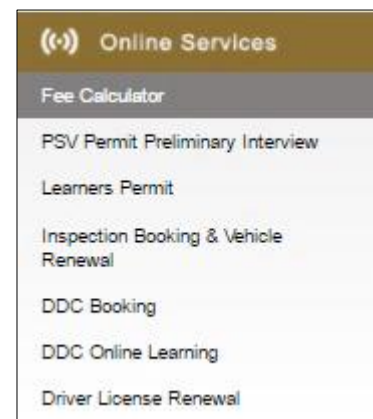 Online Services
Fee Calculator
PSV Permit Preliminary Interview
Learners Permit
Inspection Booking & Vehicle
Renewal
DDC Booking
DDC Online Learning
Driver License Renewal